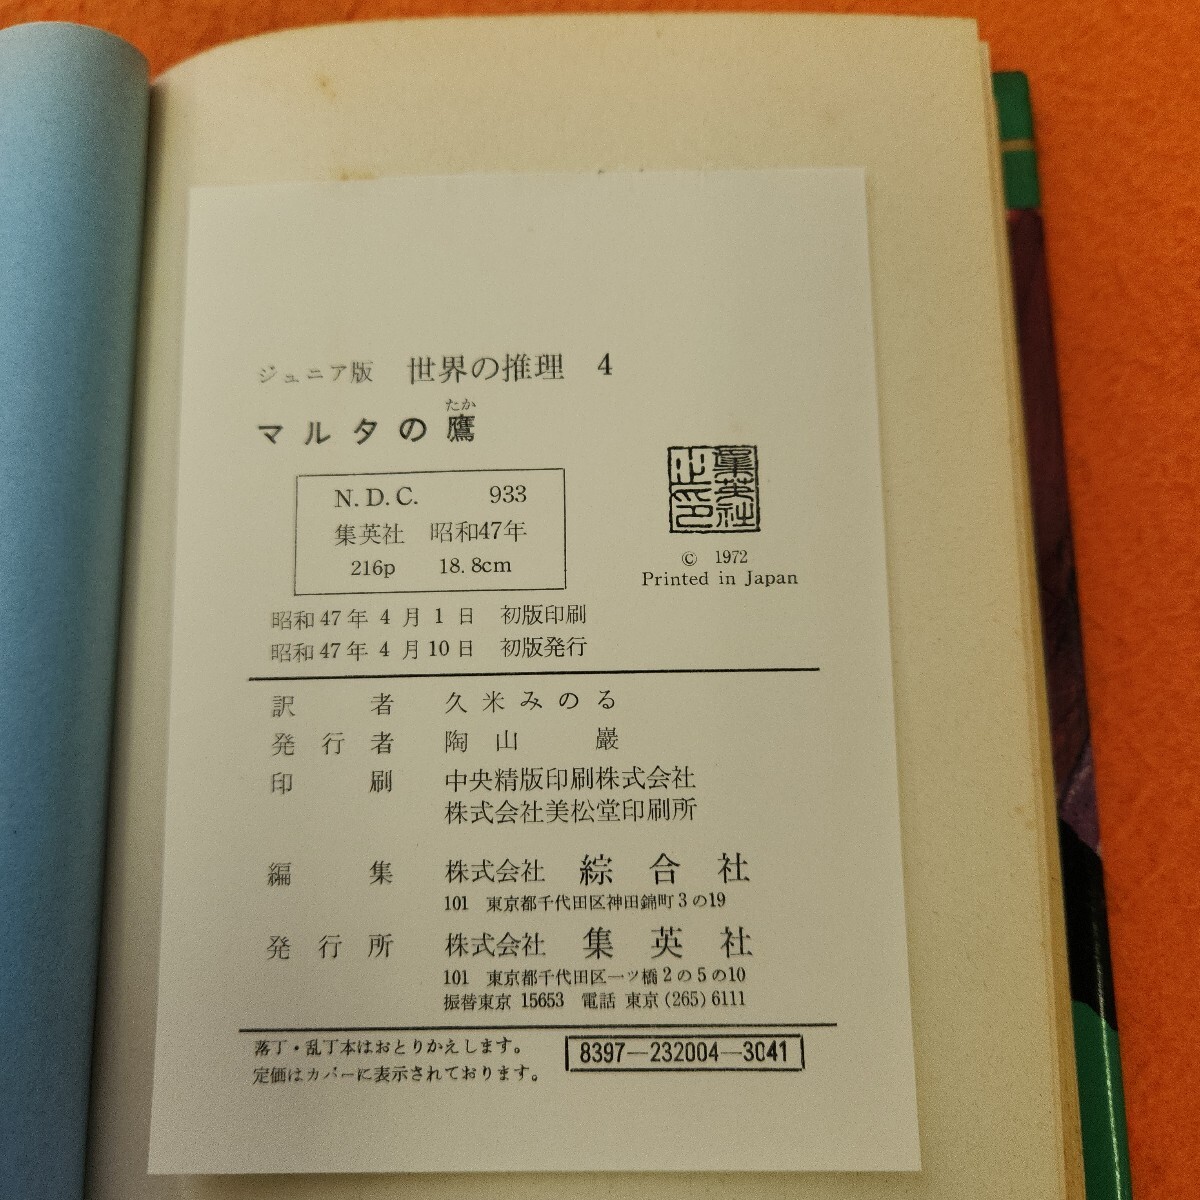 ジュニア版 世界の推理 4
たか
マルタの鷹
N.D.C. 933
集英社 昭和47年
216p 18.8cm
集英社之印
© 1972
Printed in Japan
昭和47年4月1日 初版印刷
昭和47年4月10日 初版発行
訳者 久米みのる
発行者 陶山巖
印刷 中央精版印刷株式会社
株式会社美松堂印刷所
編集 株式会社 綜合社
101 東京都千代田区神田錦町3の19
発行所 株式会社 集英社
101 東京都千代田区一ツ橋2の5の10
振替東京 15653 電話 東京(265)6111
落丁・乱丁本はおとりかえします。
定価はカバーに表示されております。
8397-232004-3041